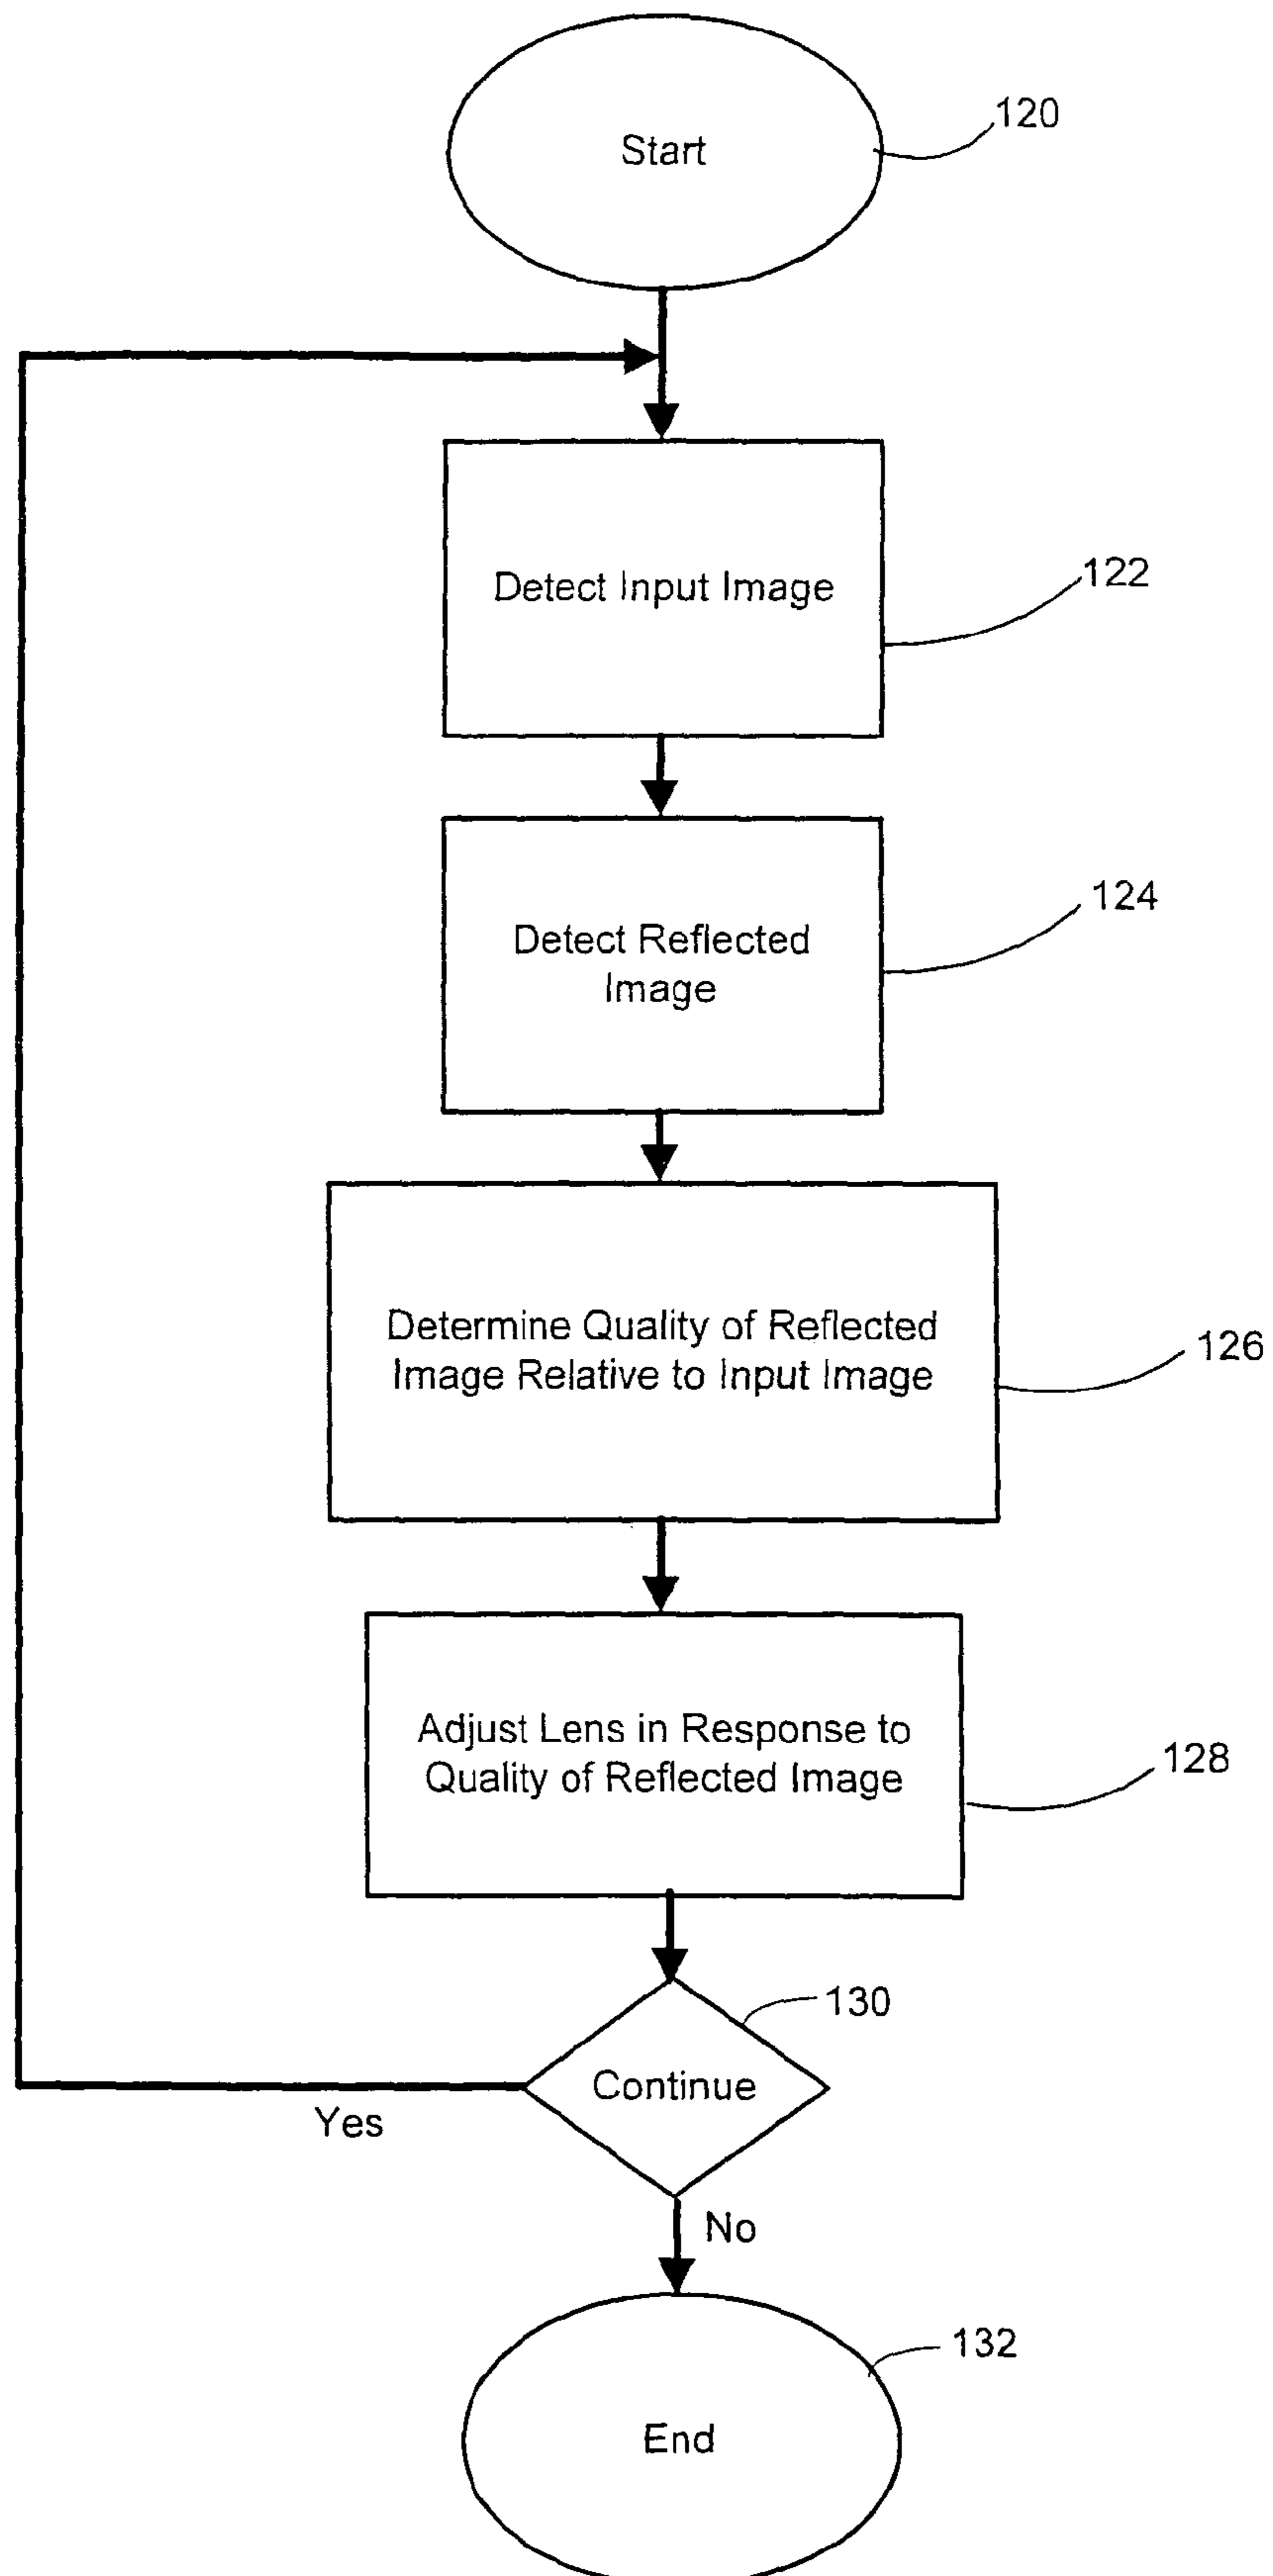 Start
120
Detect Input Image
122
Detect Reflected
Image
124
Determine Quality of Reflected
Image Relative to Input Image
126
Adjust Lens in Response to
Quality of Reflected Image
128
130
Continue
Yes
No
132
End